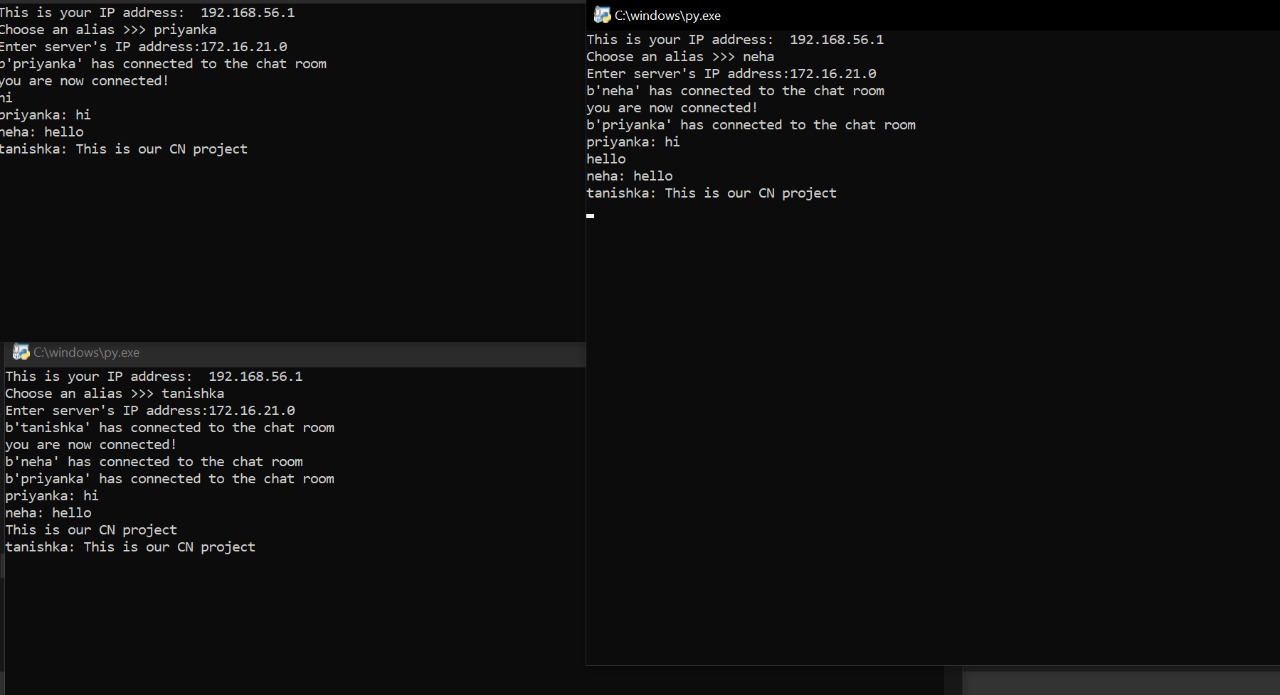 This is your IP address:  192.168.56.1
Choose an alias >>> priyanka
Enter server's IP address:172.16.21.0
b'priyanka' has connected to the chat room
you are now connected!
hi
priyanka: hi
neha: hello
tanishka: This is our CN project
C:\windows\py.exe
This is your IP address:  192.168.56.1
Choose an alias >>> neha
Enter server's IP address:172.16.21.0
b'neha' has connected to the chat room
you are now connected!
b'priyanka' has connected to the chat room
priyanka: hi
hello
neha: hello
tanishka: This is our CN project
C:\windows\py.exe
This is your IP address:  192.168.56.1
Choose an alias >>> tanishka
Enter server's IP address:172.16.21.0
b'tanishka' has connected to the chat room
you are now connected!
b'neha' has connected to the chat room
b'priyanka' has connected to the chat room
priyanka: hi
neha: hello
This is our CN project
tanishka: This is our CN project